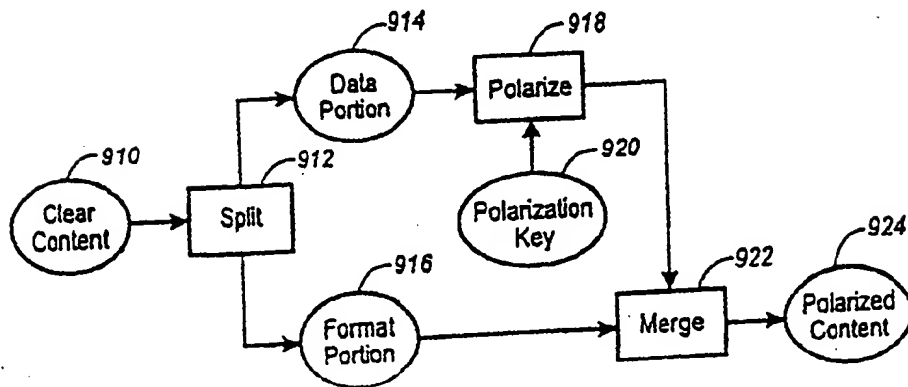 914
Data
Portion
918
Polarize
910
Clear
Content
912
Split
920
Polarization
Key
916
Format
Portion
922
Merge
924
Polarized
Content